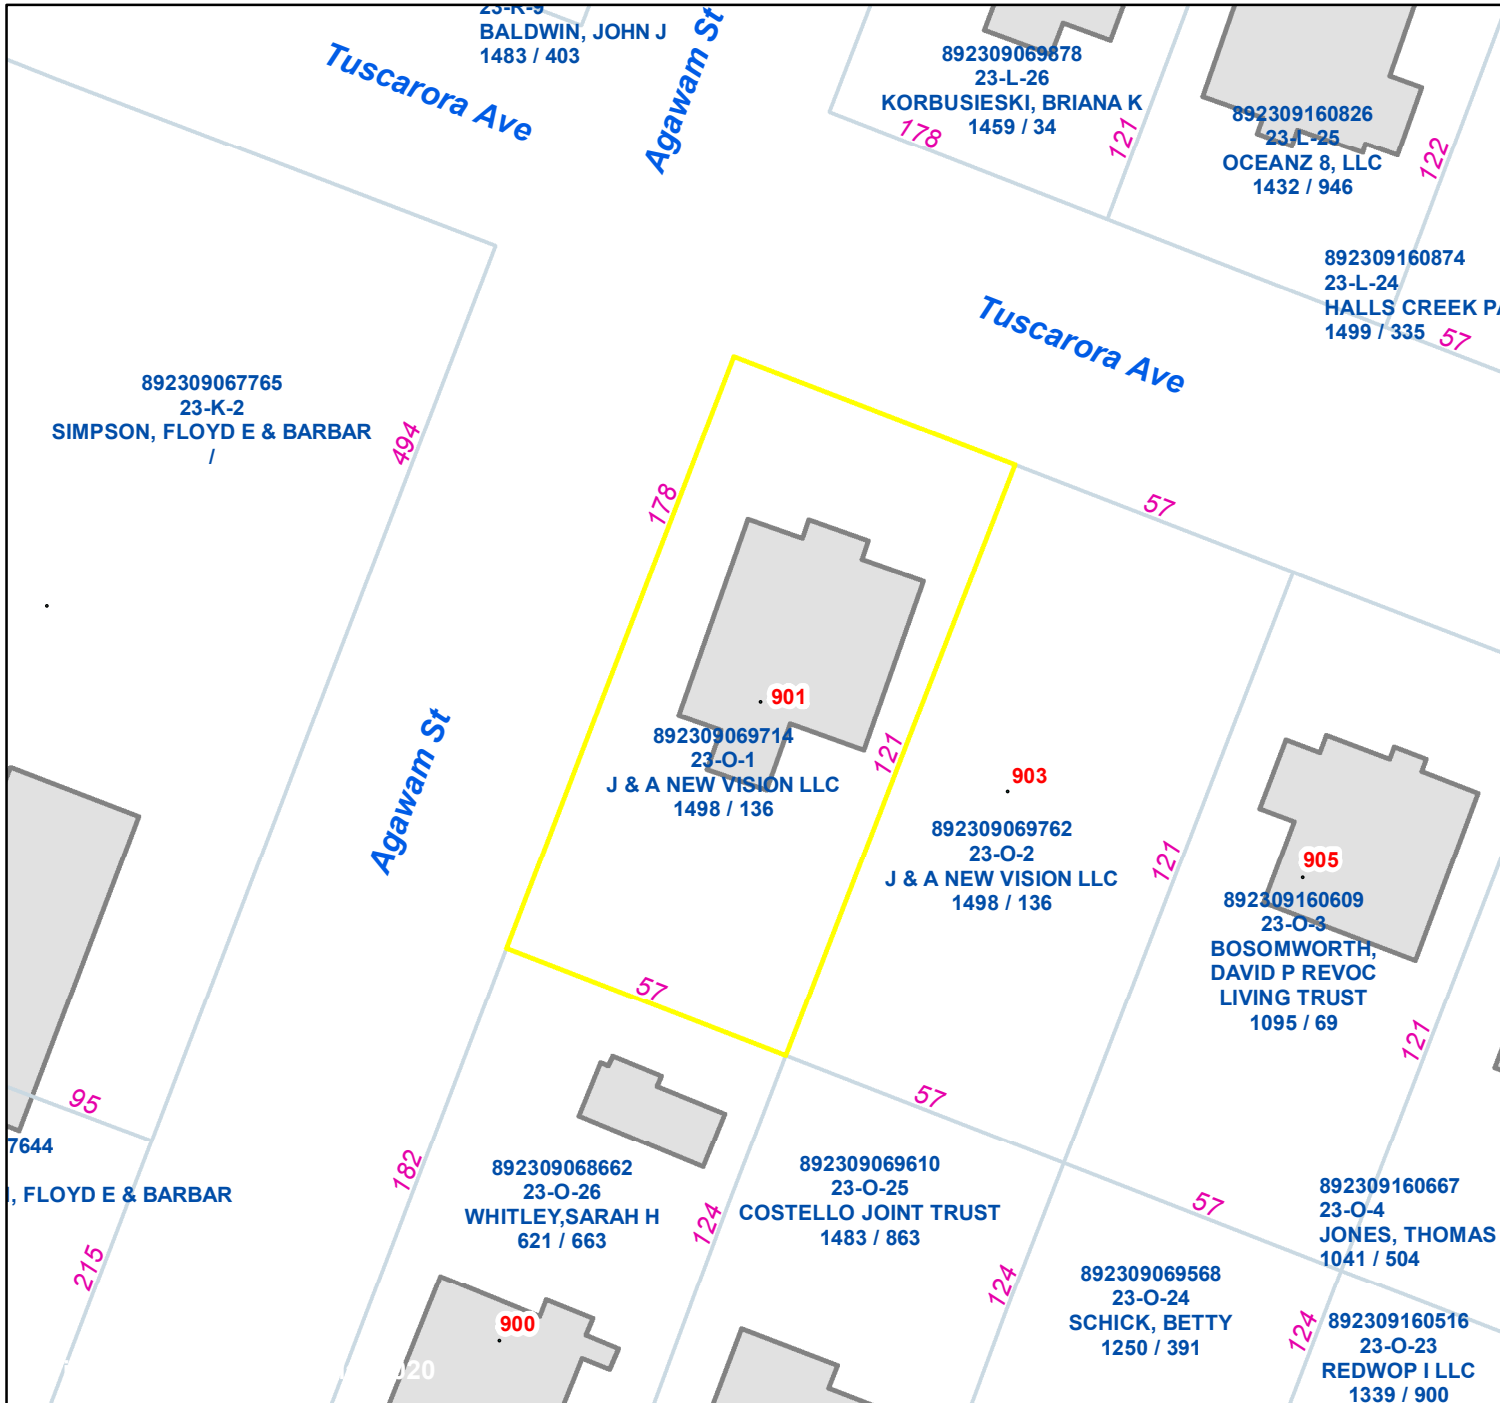 23-R-9
BALDWIN, JOHN J
1483 / 403
Tuscarora Ave
Agawam St
892309069878
23-L-26
KORBUSIESKI, BRIANA K
1459 / 34
178
121
892309160826
23-L-25
OCEANZ 8, LLC
1432 / 946
122
892309160874
23-L-24
HALLS CREEK PA
1499 / 335
57
Tuscarora Ave
892309067765
23-K-2
SIMPSON, FLOYD E & BARBAR
/
494
178
57
901
892309069714
23-O-1
J & A NEW VISION LLC
1498 / 136
121
Agawam St
903
892309069762
23-O-2
J & A NEW VISION LLC
1498 / 136
121
905
892309160609
23-O-3
BOSOMWORTH,
DAVID P REVOC
LIVING TRUST
1095 / 69
121
57
57
95
7644
, FLOYD E & BARBAR
215
182
892309068662
23-O-26
WHITLEY,SARAH H
621 / 663
124
892309069610
23-O-25
COSTELLO JOINT TRUST
1483 / 863
124
57
892309160667
23-O-4
JONES, THOMAS
1041 / 504
892309069568
23-O-24
SCHICK, BETTY
1250 / 391
124
892309160516
23-O-23
REDWOP I LLC
1339 / 900
900
020